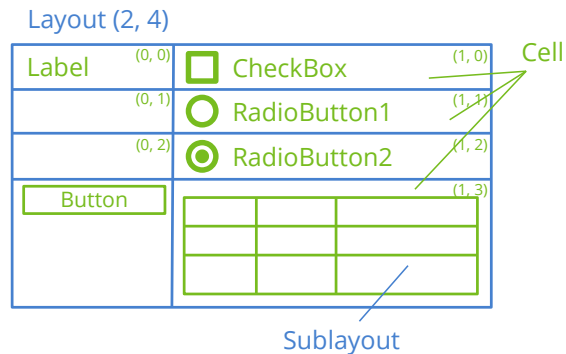 Layout (2, 4)
Label (0, 0) CheckBox (1, 0) Cell
(0, 1) RadioButton1 (1, 1)
(0, 2) RadioButton2 (1, 2)
Button (1, 3)
Sublayout